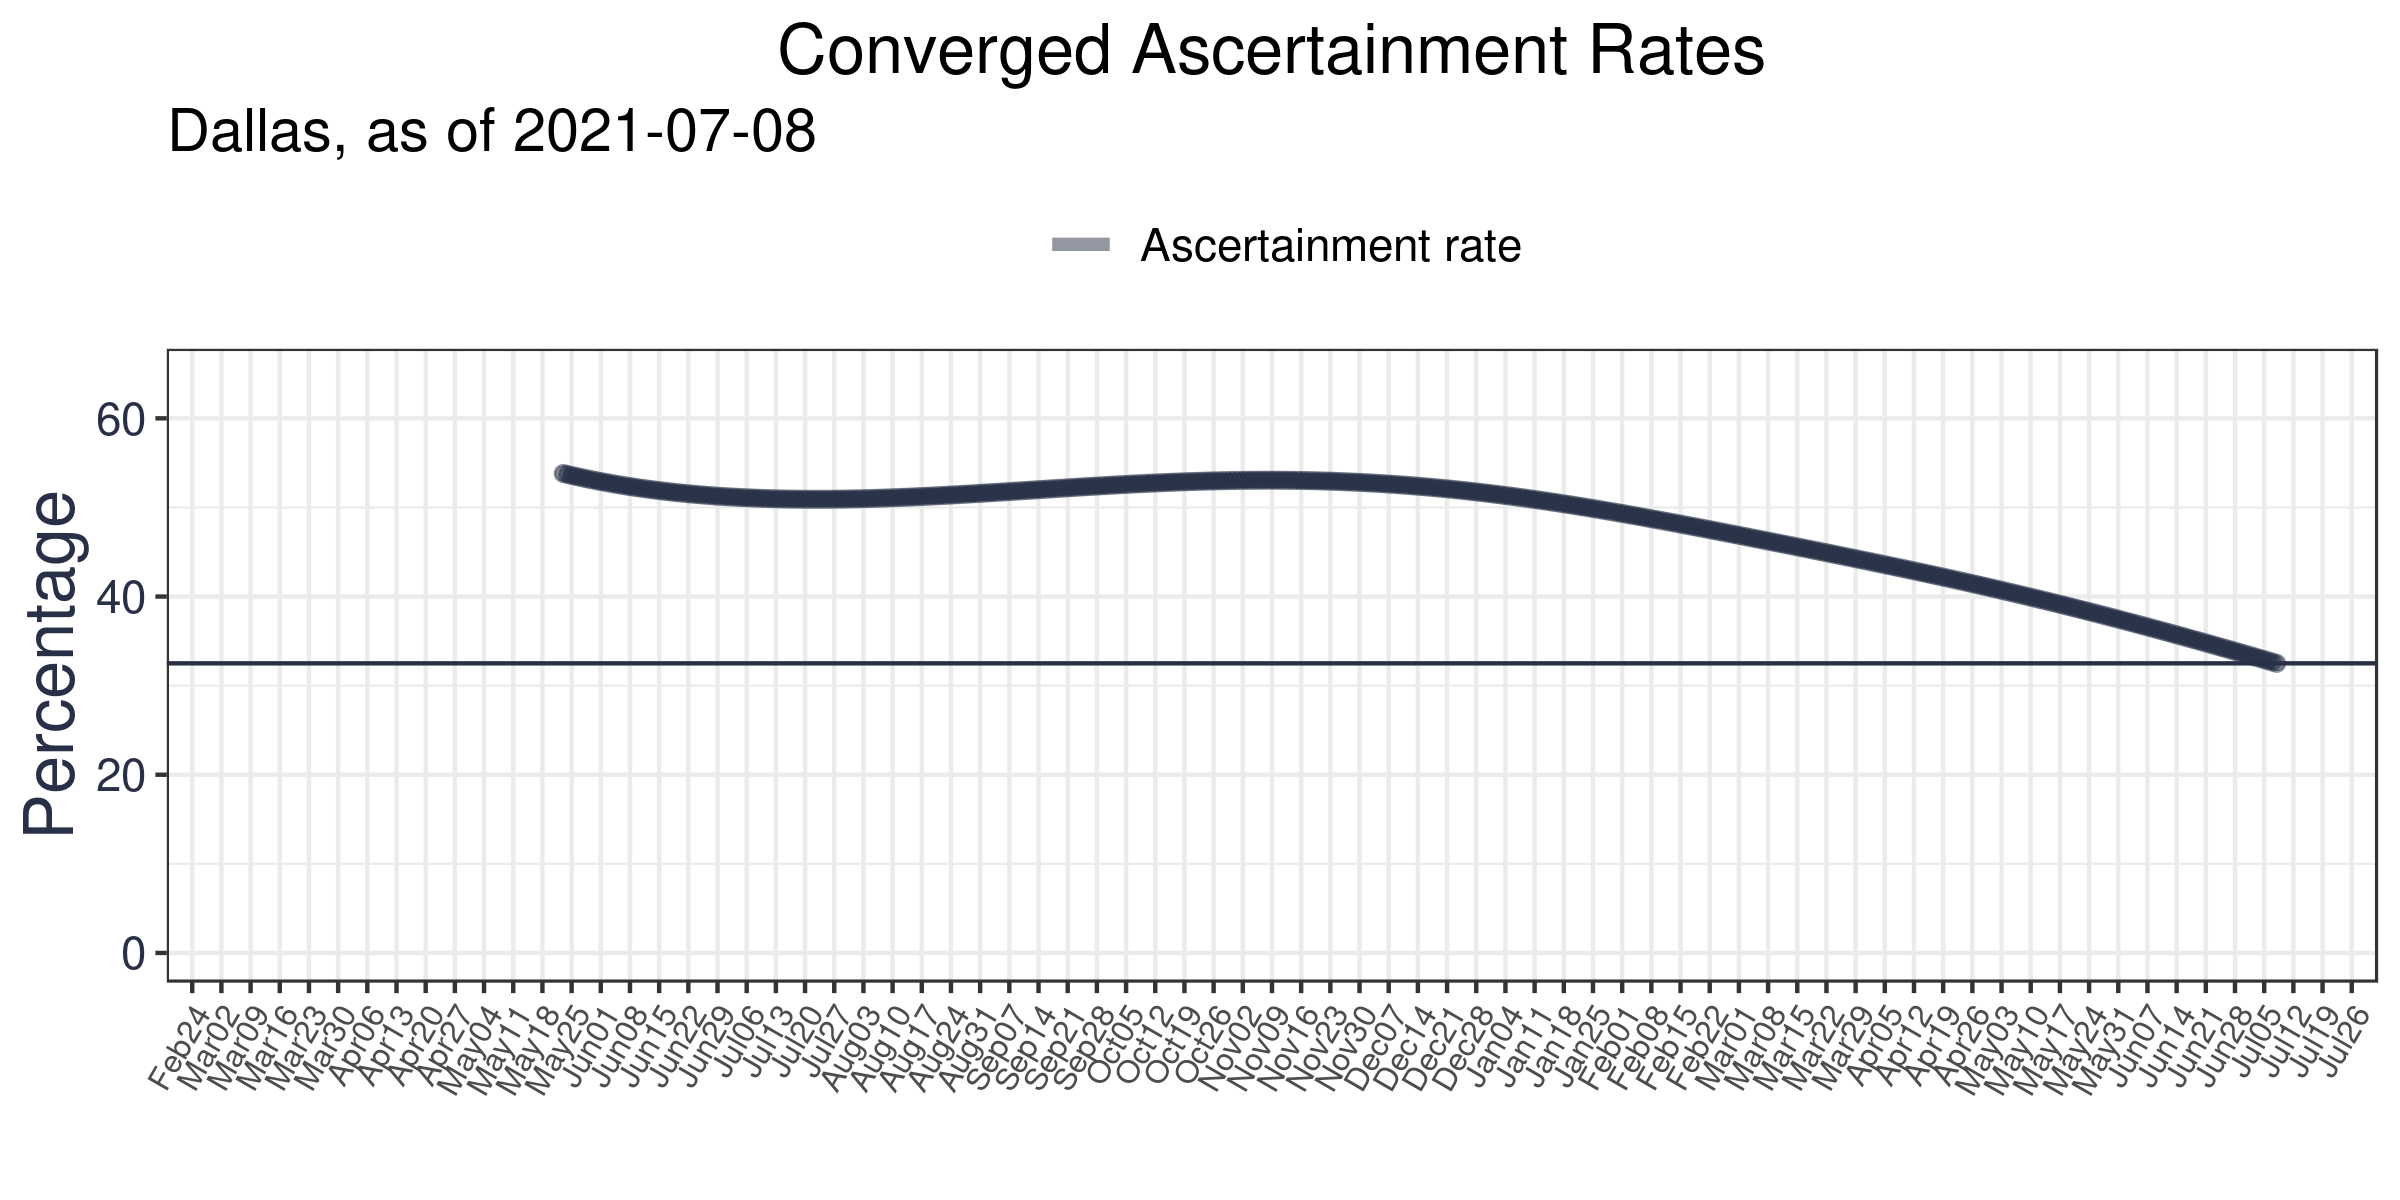 Converged Ascertainment Rates
Dallas, as of 2021-07-08
Ascertainment rate
Percentage
60
40
20
0
Feb24 Mar02 Mar09 Mar16 Mar23 Mar30 Apr06 Apr13 Apr20 Apr27 May04 May11 May18 May25 Jun01 Jun08 Jun15 Jun22 Jun29 Jul06 Jul13 Jul20 Jul27 Aug03 Aug10 Aug17 Aug24 Aug31 Sep07 Sep14 Sep21 Sep28 Oct05 Oct12 Oct19 Oct26 Nov02 Nov09 Nov16 Nov23 Nov30 Dec07 Dec14 Dec21 Dec28 Jan04 Jan11 Jan18 Jan25 Feb01 Feb08 Feb15 Feb22 Mar01 Mar08 Mar15 Mar22 Mar29 Apr05 Apr12 Apr19 Apr26 May03 May10 May17 May24 May31 Jun07 Jun14 Jun21 Jun28 Jul05 Jul12 Jul19 Jul26